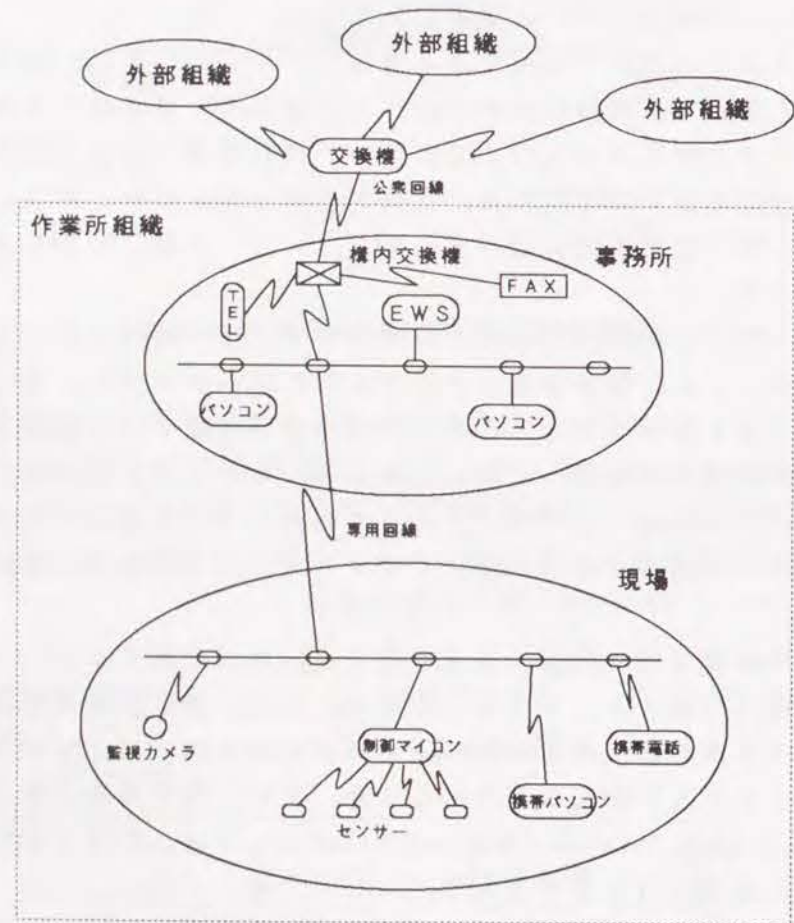 外部組織
外部組織
外部組織
交換機
公衆回線
作業所組織
構内交換機
事務所
TEL
FAX
EWS
パソコン
パソコン
専用回線
現場
監視カメラ
制御マイコン
携帯電話
携帯パソコン
センサー